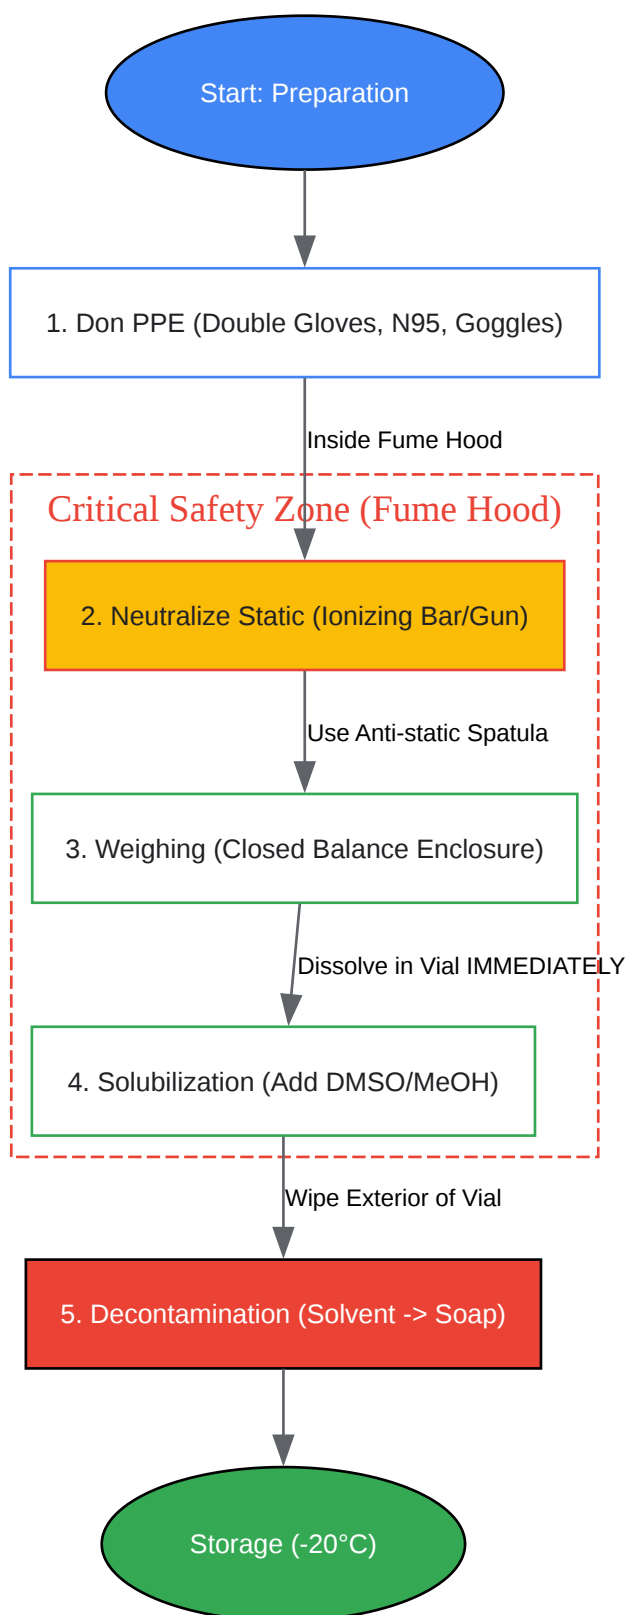 Start: Preparation
1. Don PPE (Double Gloves, N95, Goggles)
Inside Fume Hood
Critical Safety Zone (Fume Hood)
2. Neutralize Static (Ionizing Bar/Gun)
Use Anti-static Spatula
3. Weighing (Closed Balance Enclosure)
Dissolve in Vial IMMEDIATELY
4. Solubilization (Add DMSO/MeOH)
Wipe Exterior of Vial
5. Decontamination (Solvent -> Soap)
Storage (-20°C)